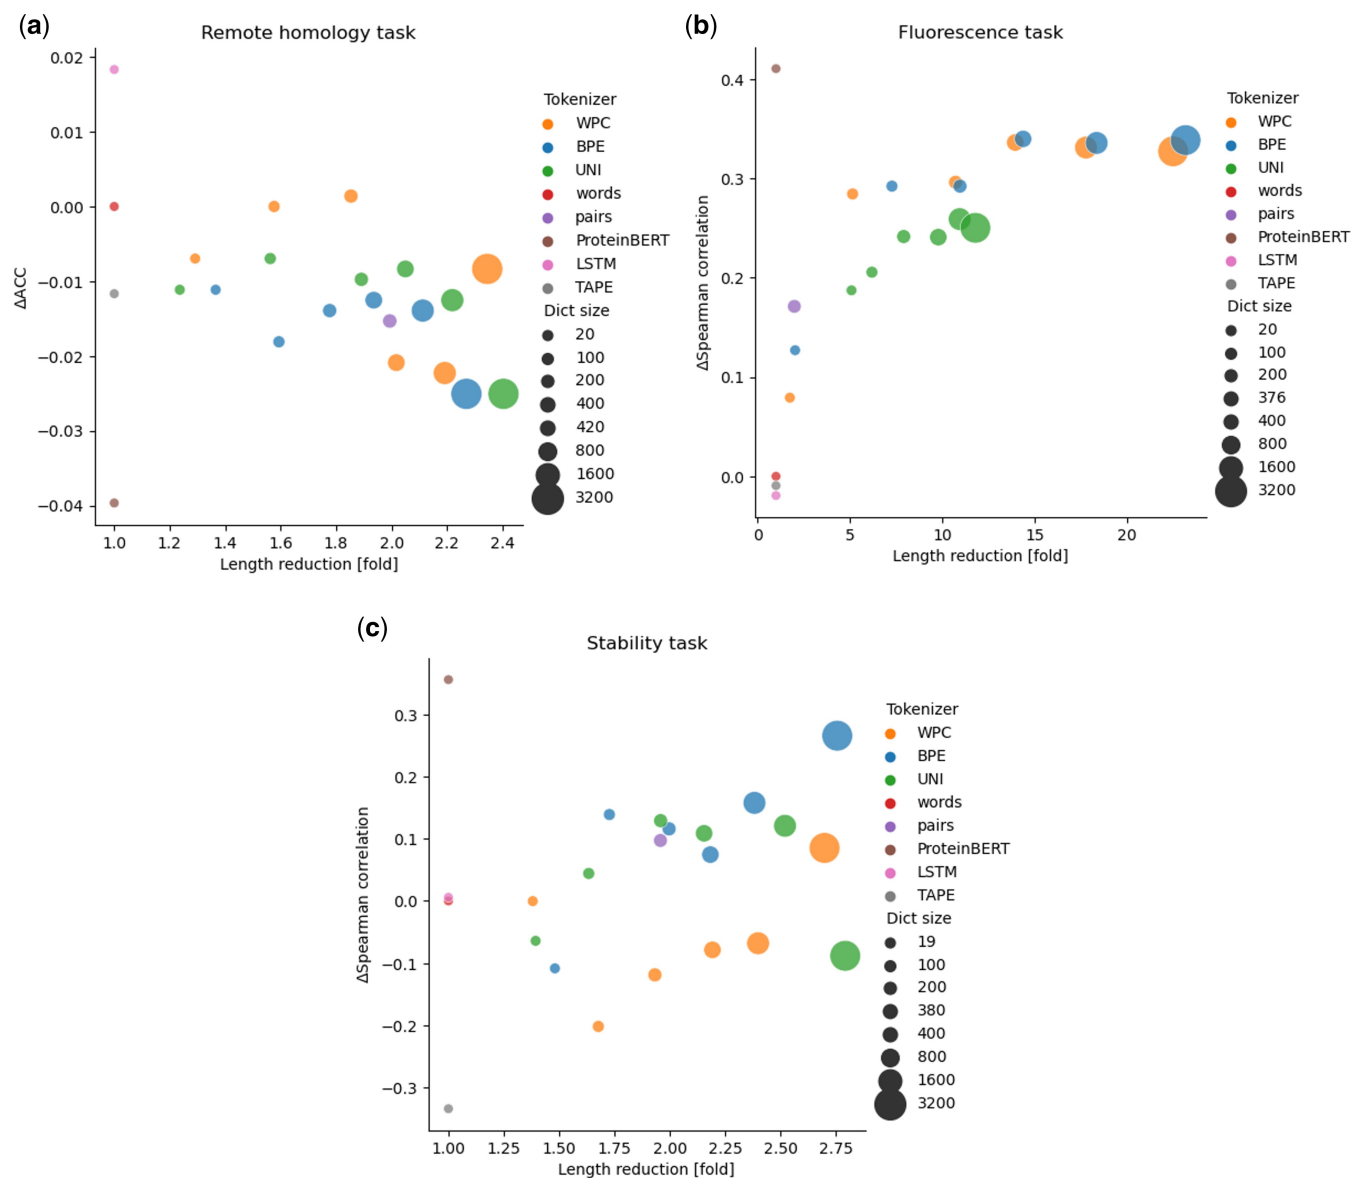 (a)
Remote homology task
0.02
0.01
0.00
−0.01
−0.02
−0.03
−0.04
ΔACC
1.0 1.2 1.4 1.6 1.8 2.0 2.2 2.4
Length reduction [fold]
Tokenizer
WPC
BPE
UNI
words
pairs
ProteinBERT
LSTM
TAPE
Dict size
20
100
200
400
420
800
1600
3200
(b)
Fluorescence task
0.4
0.3
0.2
0.1
0.0
ΔSpearman correlation
0 5 10 15 20
Length reduction [fold]
Tokenizer
WPC
BPE
UNI
words
pairs
ProteinBERT
LSTM
TAPE
Dict size
20
100
200
376
400
800
1600
3200
(c)
Stability task
0.3
0.2
0.1
0.0
−0.1
−0.2
−0.3
ΔSpearman correlation
1.00 1.25 1.50 1.75 2.00 2.25 2.50 2.75
Length reduction [fold]
Tokenizer
WPC
BPE
UNI
words
pairs
ProteinBERT
LSTM
TAPE
Dict size
19
100
200
380
400
800
1600
3200